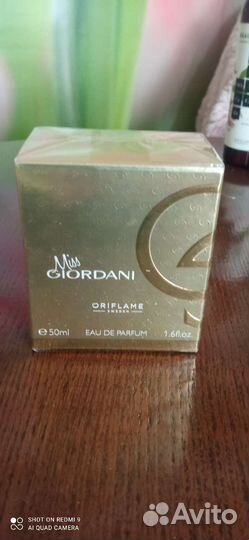 Miss
GIORDANI
ORIFLAME
SWEDEN
℮50ml EAU DE PARFUM 1.6fl.oz.
SHOT ON REDMI 9
AI QUAD CAMERA
Avito